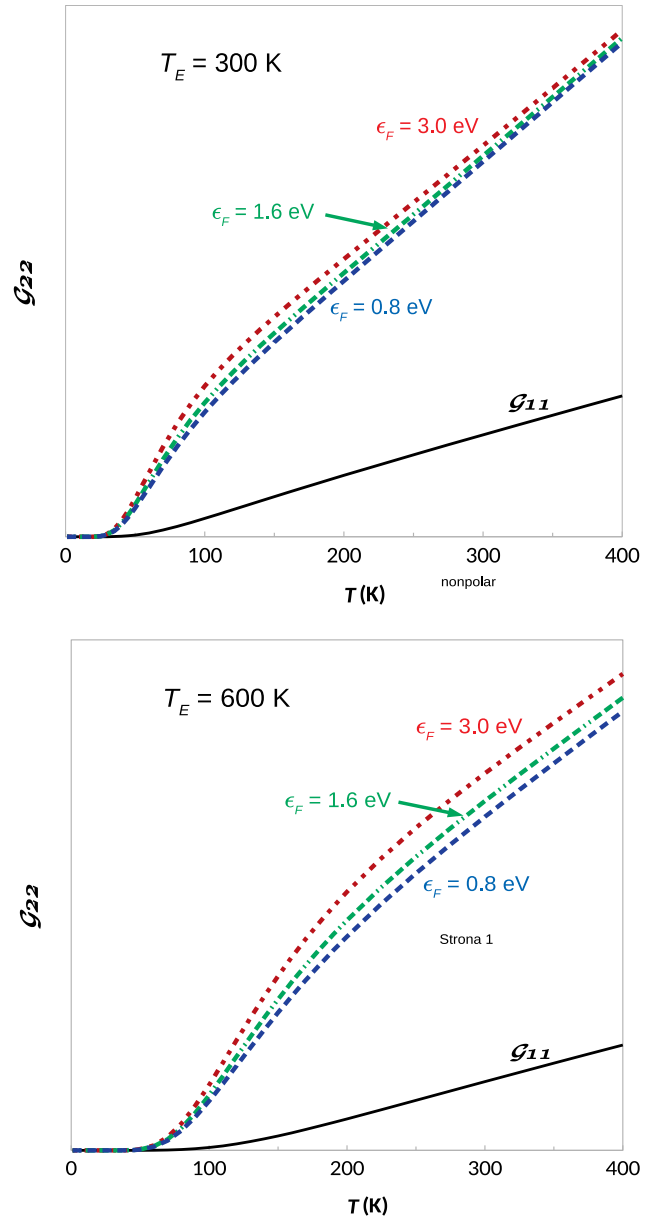 T_E = 300 K
ϵ_F = 3.0 eV
ϵ_F = 1.6 eV
ϵ_F = 0.8 eV
𝒢22
𝒢11
0 100 200 300 400
T (K)
nonpolar
T_E = 600 K
ϵ_F = 3.0 eV
ϵ_F = 1.6 eV
ϵ_F = 0.8 eV
𝒢22
Strona 1
𝒢11
0 100 200 300 400
T (K)